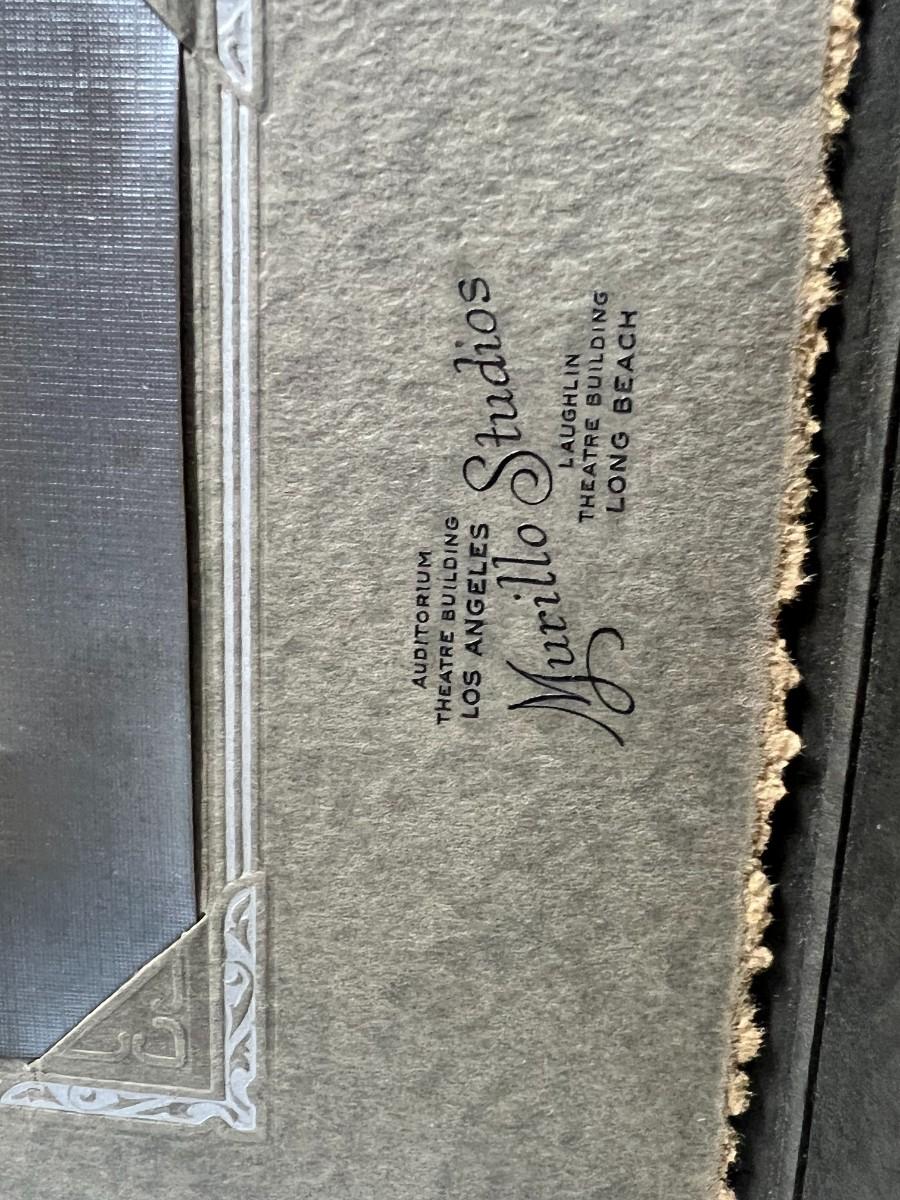 AUDITORIUM
THEATRE BUILDING
LOS ANGELES
Murillo Studios
LAUGHLIN
THEATRE BUILDING
LONG BEACH